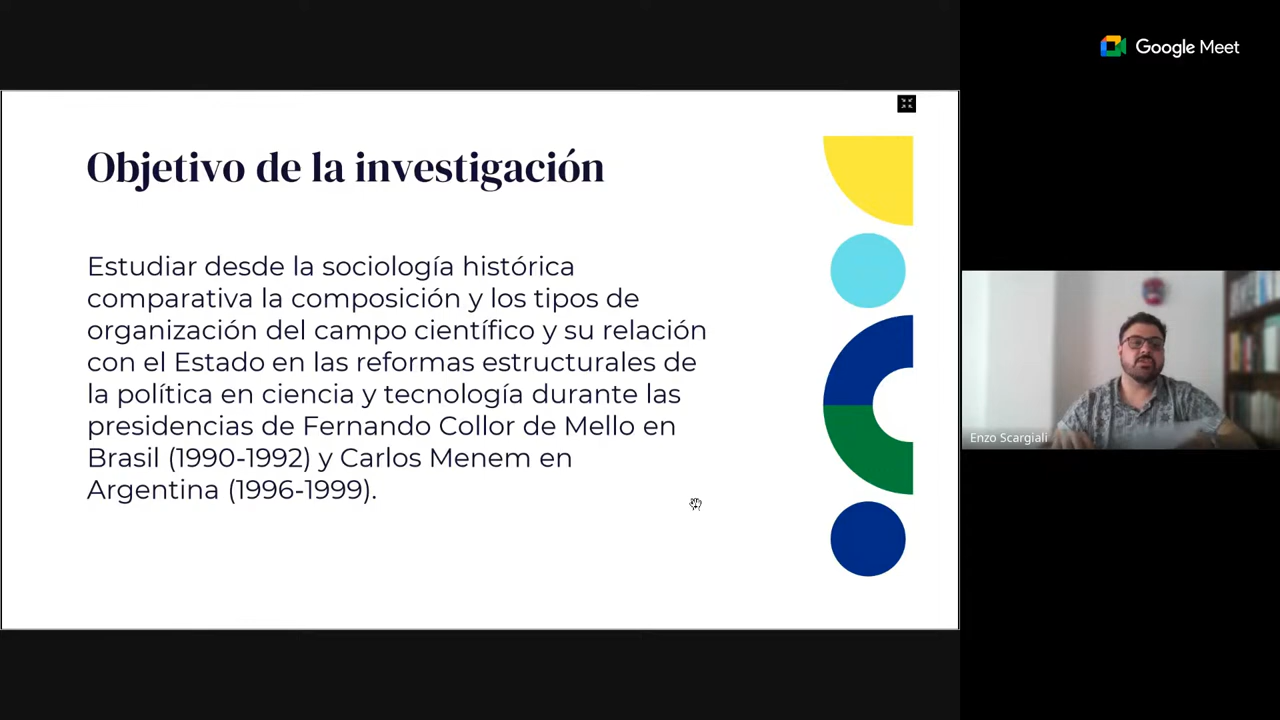 Google Meet
Objetivo de la investigación
Estudiar desde la sociología histórica
comparativa la composición y los tipos de
organización del campo científico y su relación
con el Estado en las reformas estructurales de
la política en ciencia y tecnología durante las
presidencias de Fernando Collor de Mello en
Brasil (1990-1992) y Carlos Menem en
Argentina (1996-1999).
Enzo Scargiali